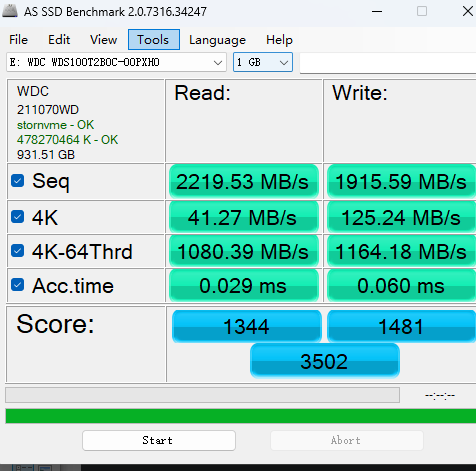 AS SSD Benchmark 2.0.7316.34247
File Edit View Tools Language Help
E: WDC WDS100T2B0C-00PXH0 1 GB
WDC
211070WD
stornvme - OK
478270464 K - OK
931.51 GB
Read: Write:
Seq 2219.53 MB/s 1915.59 MB/s
4K 41.27 MB/s 125.24 MB/s
4K-64Thrd 1080.39 MB/s 1164.18 MB/s
Acc.time 0.029 ms 0.060 ms
Score: 1344 1481
3502
--:--:--
Start Abort